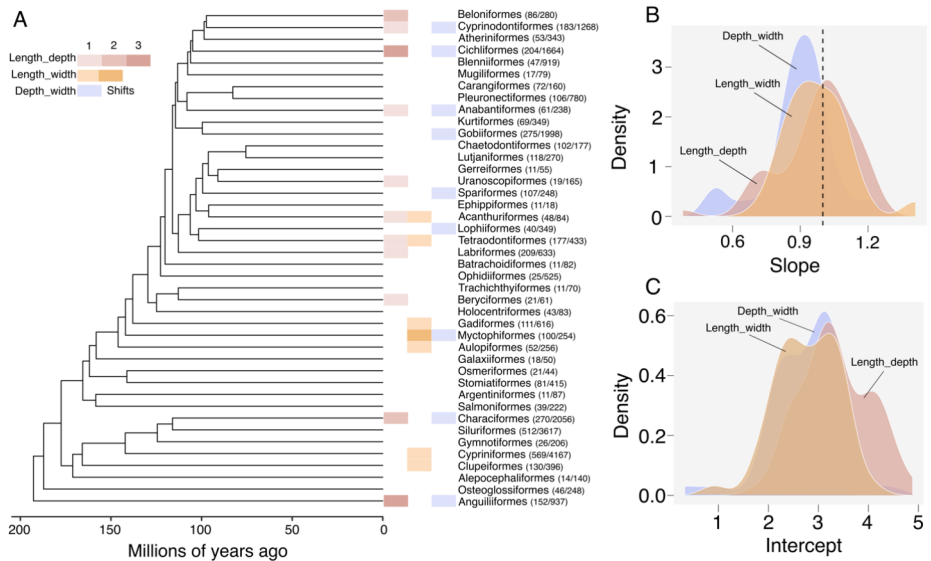 A
1 2 3
Length_depth
Length_width
Depth_width Shifts
Beloniformes (86/280)
Cyprinodontiformes (183/1268)
Atheriniformes (53/343)
Cichliformes (204/1664)
Blenniiformes (47/919)
Mugiliformes (17/79)
Carangiformes (72/160)
Pleuronectiformes (106/780)
Anabantiformes (61/238)
Kurtiformes (69/349)
Gobiiformes (275/1998)
Chaetodontiformes (102/177)
Lutjaniformes (118/270)
Gerreiformes (11/55)
Uranoscopiformes (19/165)
Spariformes (107/248)
Ephippiformes (11/18)
Acanthuriformes (48/84)
Lophiiformes (40/349)
Tetraodontiformes (177/433)
Labriformes (209/633)
Batrachoidiformes (11/82)
Ophidiiformes (25/525)
Trachichthyiformes (11/70)
Beryciformes (21/61)
Holocentriformes (43/83)
Gadiformes (111/616)
Myctophiformes (100/254)
Aulopiformes (52/256)
Galaxiiformes (18/50)
Osmeriformes (21/44)
Stomiatiformes (81/415)
Argentiniformes (11/87)
Salmoniformes (39/222)
Characiformes (270/2056)
Siluriformes (512/3617)
Gymnotiformes (26/206)
Cypriniformes (569/4167)
Clupeiformes (130/396)
Alepocephaliformes (14/140)
Osteoglossiformes (46/248)
Anguiliiformes (152/937)
200 150 100 50 0
Millions of years ago
B
Depth_width
Length_width
Length_depth
3
2
1
0
Density
0.6 0.9 1.2
Slope
C
Depth_width
Length_width
Length_depth
0.6
0.4
0.2
0.0
Density
1 2 3 4 5
Intercept